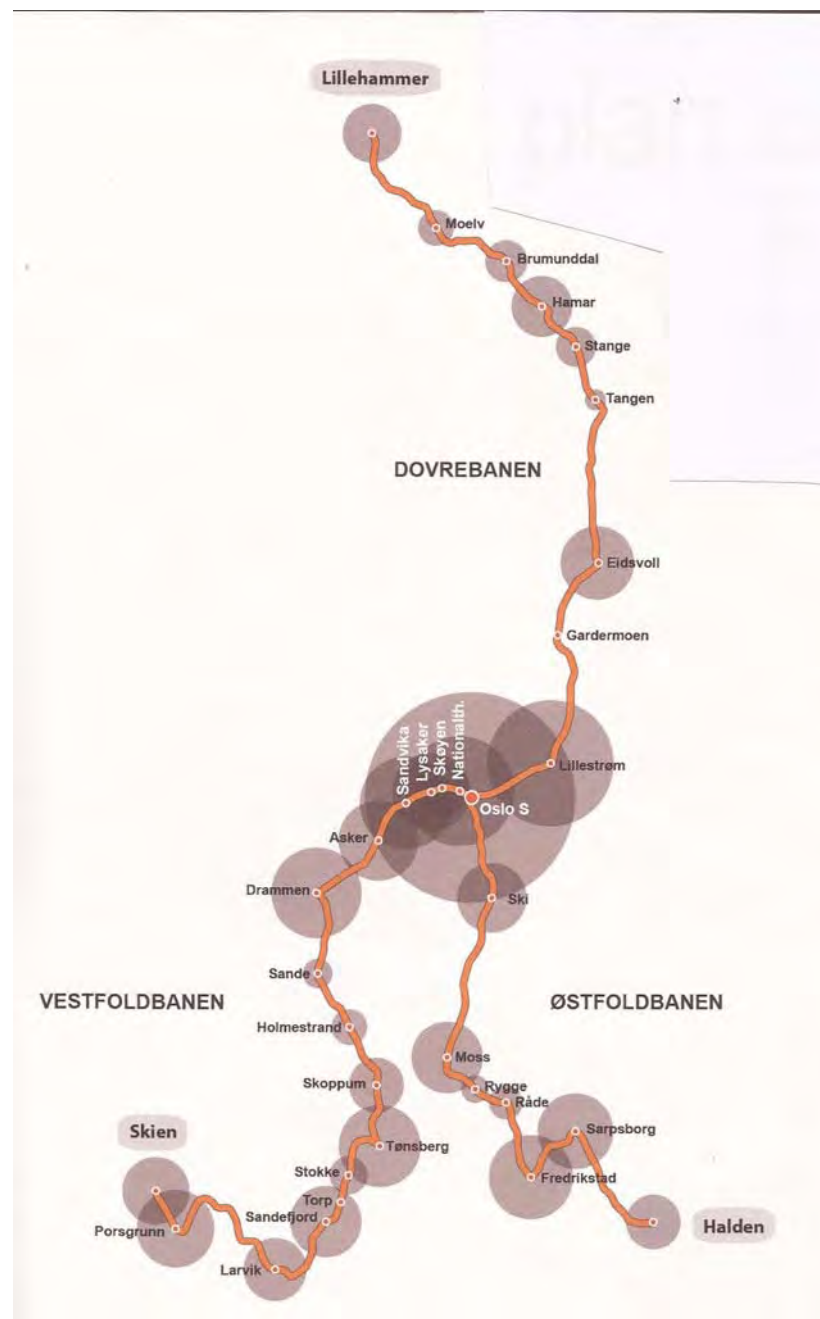 Lillehammer
Moelv
Brumunddal
Hamar
Stange
Tangen
DOVREBANEN
Eidsvoll
Gardermoen
Sandvika
Lysaker
Skøyen
Nationalth.
Lillestrøm
Oslo S
Asker
Drammen
Ski
Sande
VESTFOLDBANEN
ØSTFOLDBANEN
Holmestrand
Moss
Skoppum
Rygge
Råde
Skien
Sarpsborg
Tønsberg
Stokke
Fredrikstad
Torp
Sandefjord
Porsgrunn
Halden
Larvik